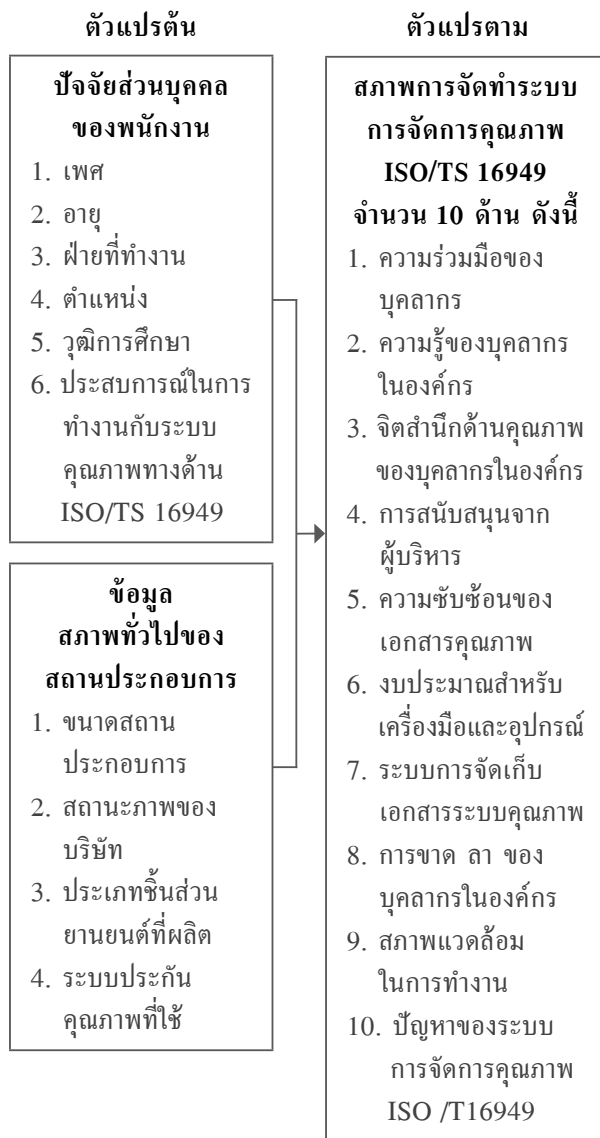 ตัวแปรต้น
ปัจจัยส่วนบุคคล
ของพนักงาน
1. เพศ
2. อายุ
3. ฝ่ายที่ทำงาน
4. ตำแหน่ง
5. วุฒิการศึกษา
6. ประสบการณ์ในการ
ทำงานกับระบบ
คุณภาพทางด้าน
ISO/TS 16949
ข้อมูล
สภาพทั่วไปของ
สถานประกอบการ
1. ขนาดสถาน
ประกอบการ
2. สถานะภาพของ
บริษัท
3. ประเภทชิ้นส่วน
ยานยนต์ที่ผลิต
4. ระบบประกัน
คุณภาพที่ใช้
ตัวแปรตาม
สภาพการจัดทำระบบ
การจัดการคุณภาพ
ISO/TS 16949
จำนวน 10 ด้าน ดังนี้
1. ความร่วมมือของ
บุคลากร
2. ความรู้ของบุคลากร
ในองค์กร
3. จิตสำนึกด้านคุณภาพ
ของบุคลากรในองค์กร
4. การสนับสนุนจาก
ผู้บริหาร
5. ความซับซ้อนของ
เอกสารคุณภาพ
6. งบประมาณสำหรับ
เครื่องมือและอุปกรณ์
7. ระบบการจัดเก็บ
เอกสารระบบคุณภาพ
8. การขาด ลา ของ
บุคลากรในองค์กร
9. สภาพแวดล้อม
ในการทำงาน
10. ปัญหาของระบบ
การจัดการคุณภาพ
ISO /T16949